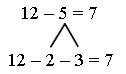 12 – 5 = 7
12 – 2 – 3 = 7